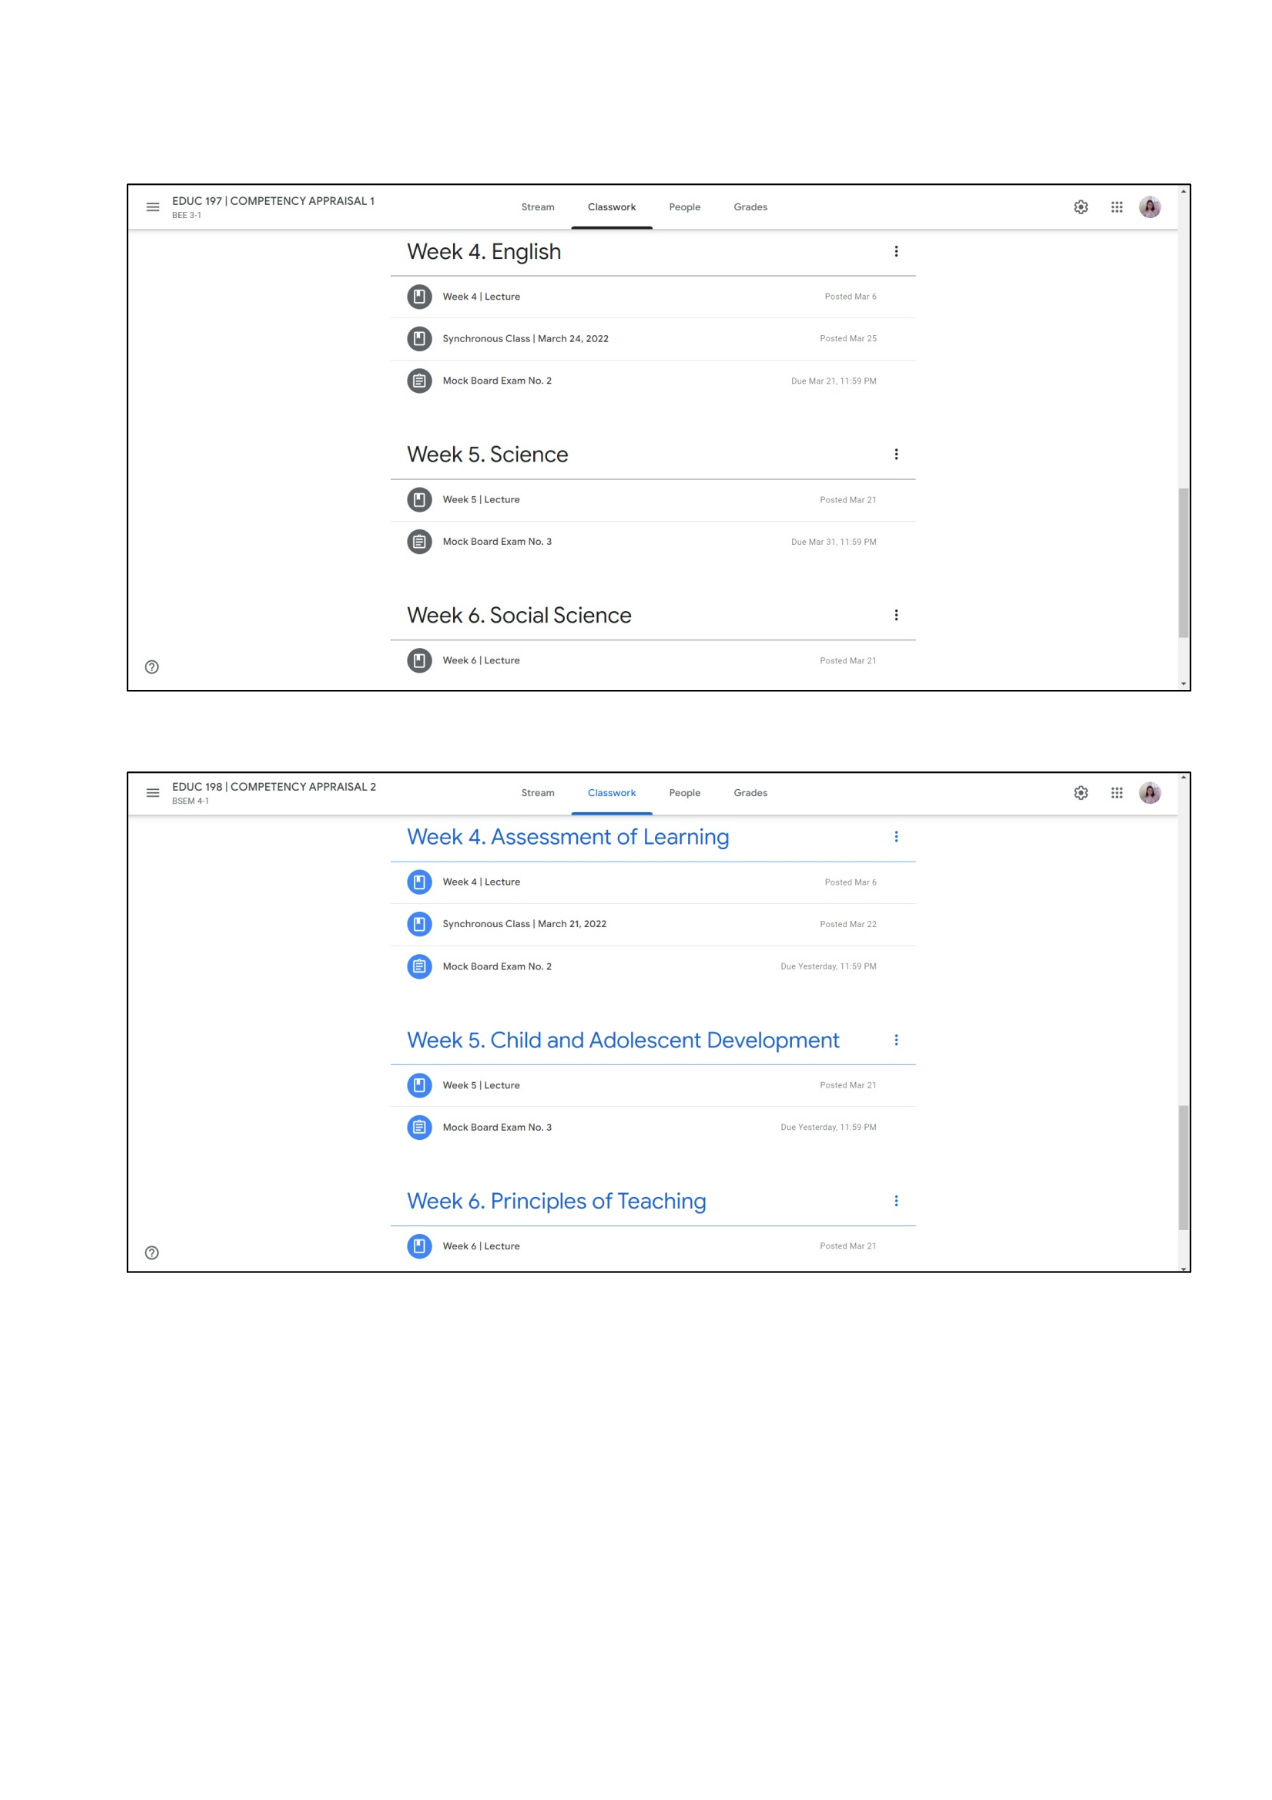 EDUC 197 | COMPETENCY APPRAISAL 1
BEE 3-1
Stream Classwork People Grades
Week 4. English
Week 4 | Lecture Posted Mar 6
Synchronous Class | March 24, 2022 Posted Mar 25
Mock Board Exam No. 2 Due Mar 21, 11:59 PM
Week 5. Science
Week 5 | Lecture Posted Mar 21
Mock Board Exam No. 3 Due Mar 31, 11:59 PM
Week 6. Social Science
Week 6 | Lecture Posted Mar 21
EDUC 198 | COMPETENCY APPRAISAL 2
BSEM 4-1
Stream Classwork People Grades
Week 4. Assessment of Learning
Week 4 | Lecture Posted Mar 6
Synchronous Class | March 21, 2022 Posted Mar 22
Mock Board Exam No. 2 Due Yesterday, 11:59 PM
Week 5. Child and Adolescent Development
Week 5 | Lecture Posted Mar 21
Mock Board Exam No. 3 Due Yesterday, 11:59 PM
Week 6. Principles of Teaching
Week 6 | Lecture Posted Mar 21